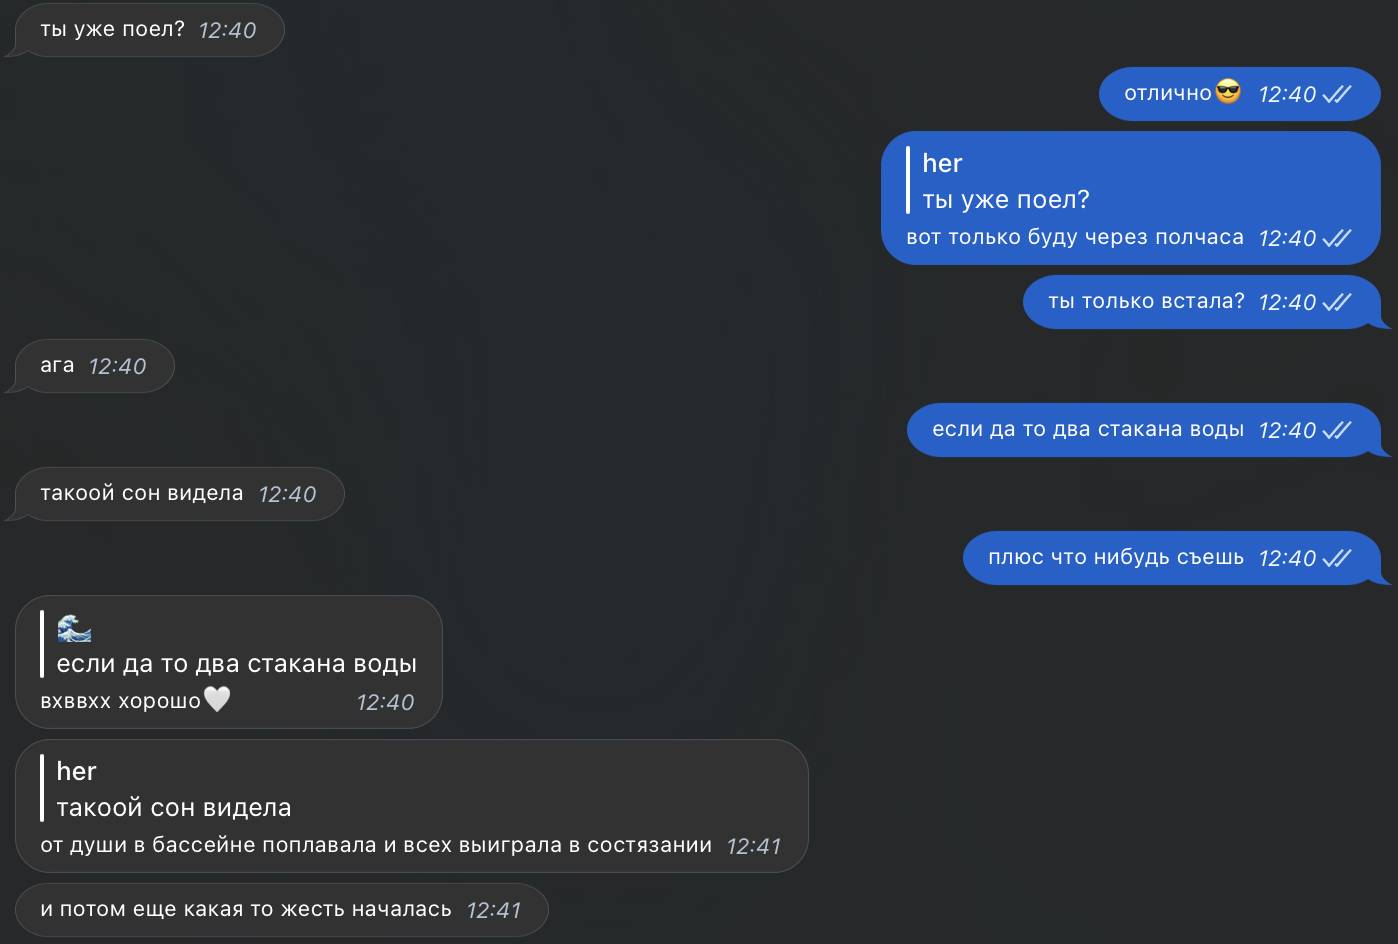 ты уже поел? 12:40
отлично😎 12:40
her
ты уже поел?
вот только буду через полчаса 12:40
ты только встала? 12:40
ага 12:40
если да то два стакана воды 12:40
такоой сон видела 12:40
плюс что нибудь съешь 12:40
🌊
если да то два стакана воды
вхввхх хорошо🤍 12:40
her
такоой сон видела
от души в бассейне поплавала и всех выиграла в состязании 12:41
и потом еще какая то жесть началась 12:41